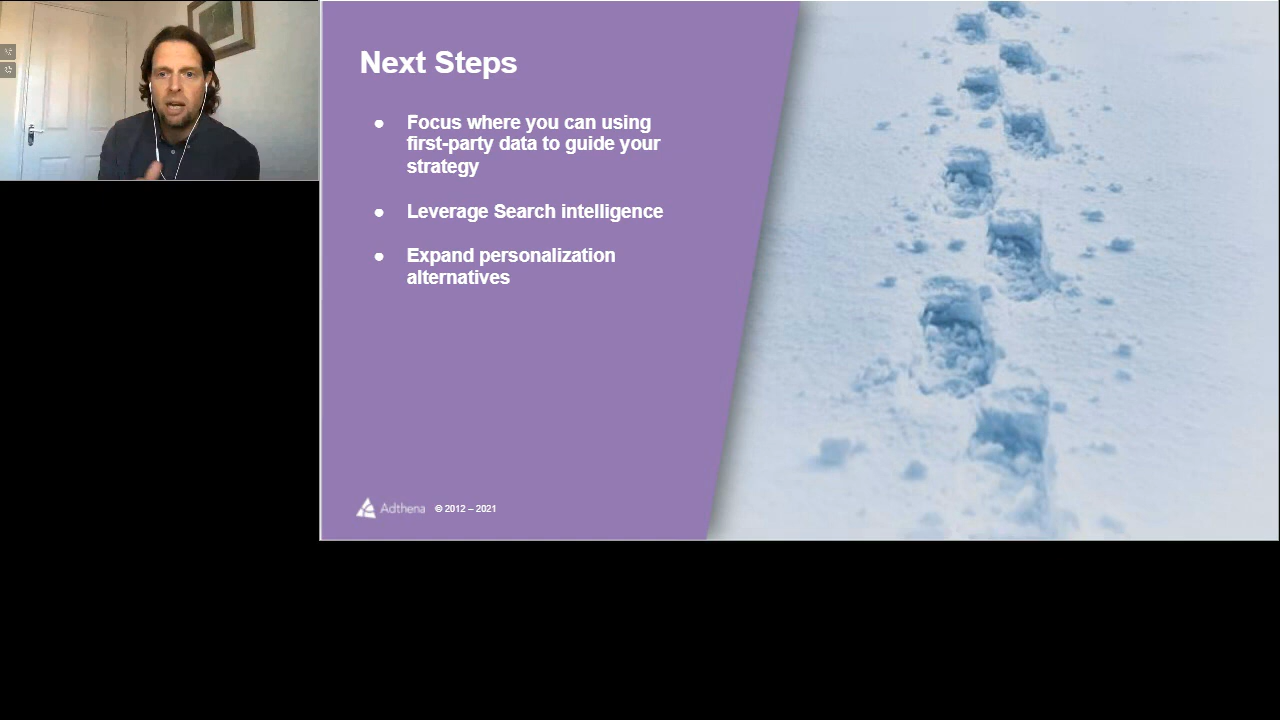 Next Steps
● Focus where you can using
first-party data to guide your
strategy
● Leverage Search intelligence
● Expand personalization
alternatives
Adthena © 2012 – 2021